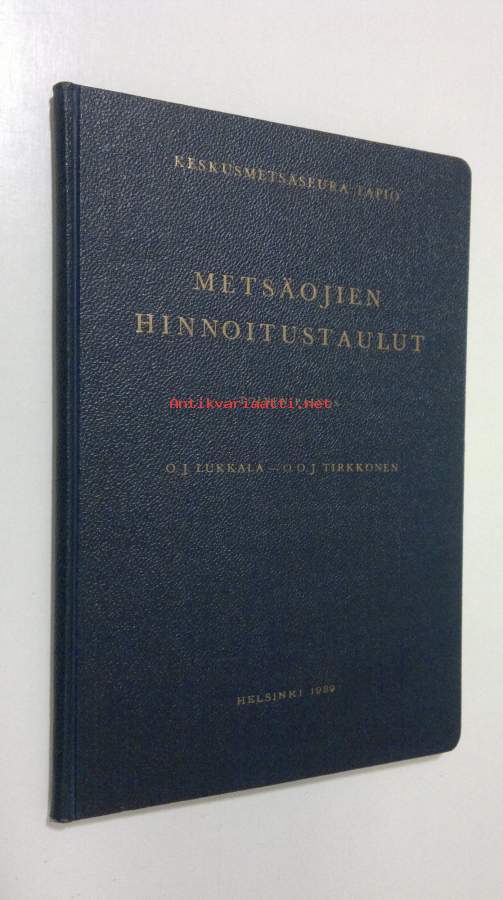 KESKUSMETSÄSEURA TAPIO
METSÄOJIEN
HINNOITUSTAULUT
Antikvariaatti.net
O. J. LUKKALA — O. O. J. TIRKKONEN
HELSINKI 1939